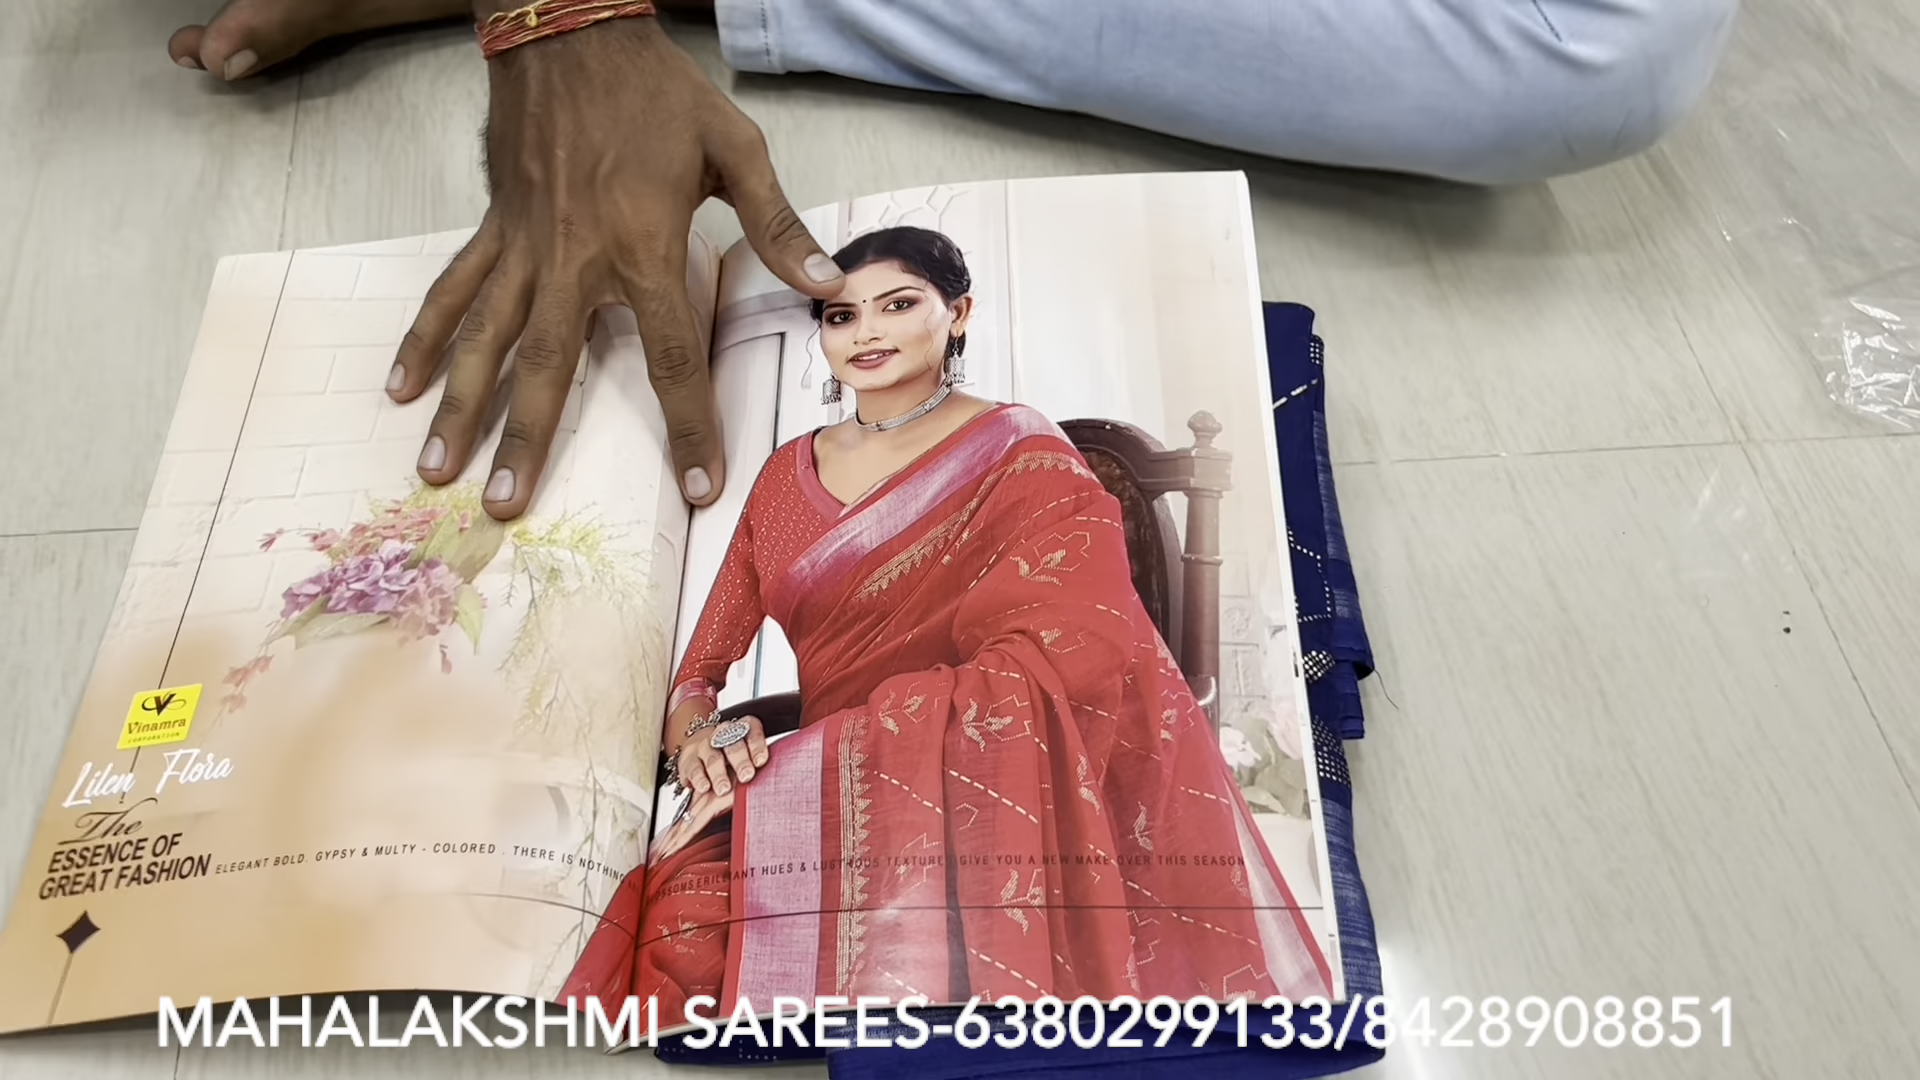 Vinamra
CORPORATION
Lilen Flora
The
ESSENCE OF
GREAT FASHION
ELEGANT BOLD. GYPSY & MULTY - COLORED . THERE IS NOTHING
HUES & LUSTROUS TEXTURE GIVE YOU A NEW MAKE OVER THIS SEASON
MAHALAKSHMI SAREES-6380299133/8428908851